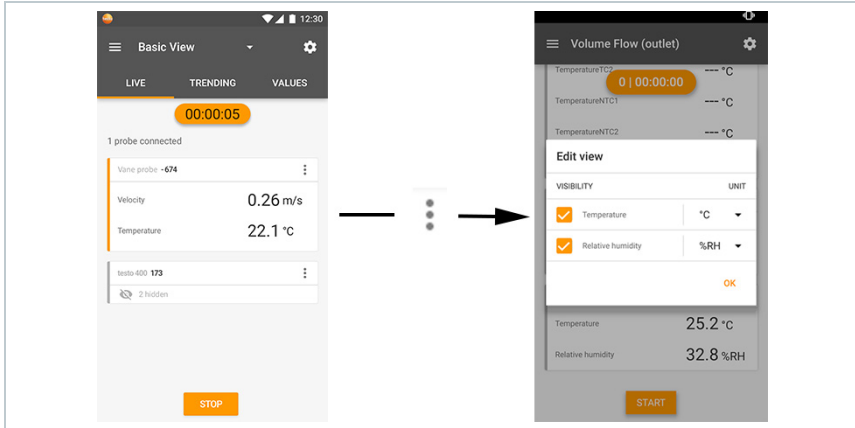 12:30
Basic View
LIVE TRENDING VALUES
00:00:05
1 probe connected
Vane probe -674
Velocity 0.26 m/s
Temperature 22.1 °C
testo 400 173
2 hidden
STOP
Volume Flow (outlet)
TemperatureTC2 --- °C
0 | 00:00:00
TemperatureNTC1 --- °C
TemperatureNTC2 --- °C
Edit view
VISIBILITY UNIT
Temperature °C
Relative humidity %RH
OK
Temperature 25.2 °C
Relative humidity 32.8 %RH
START